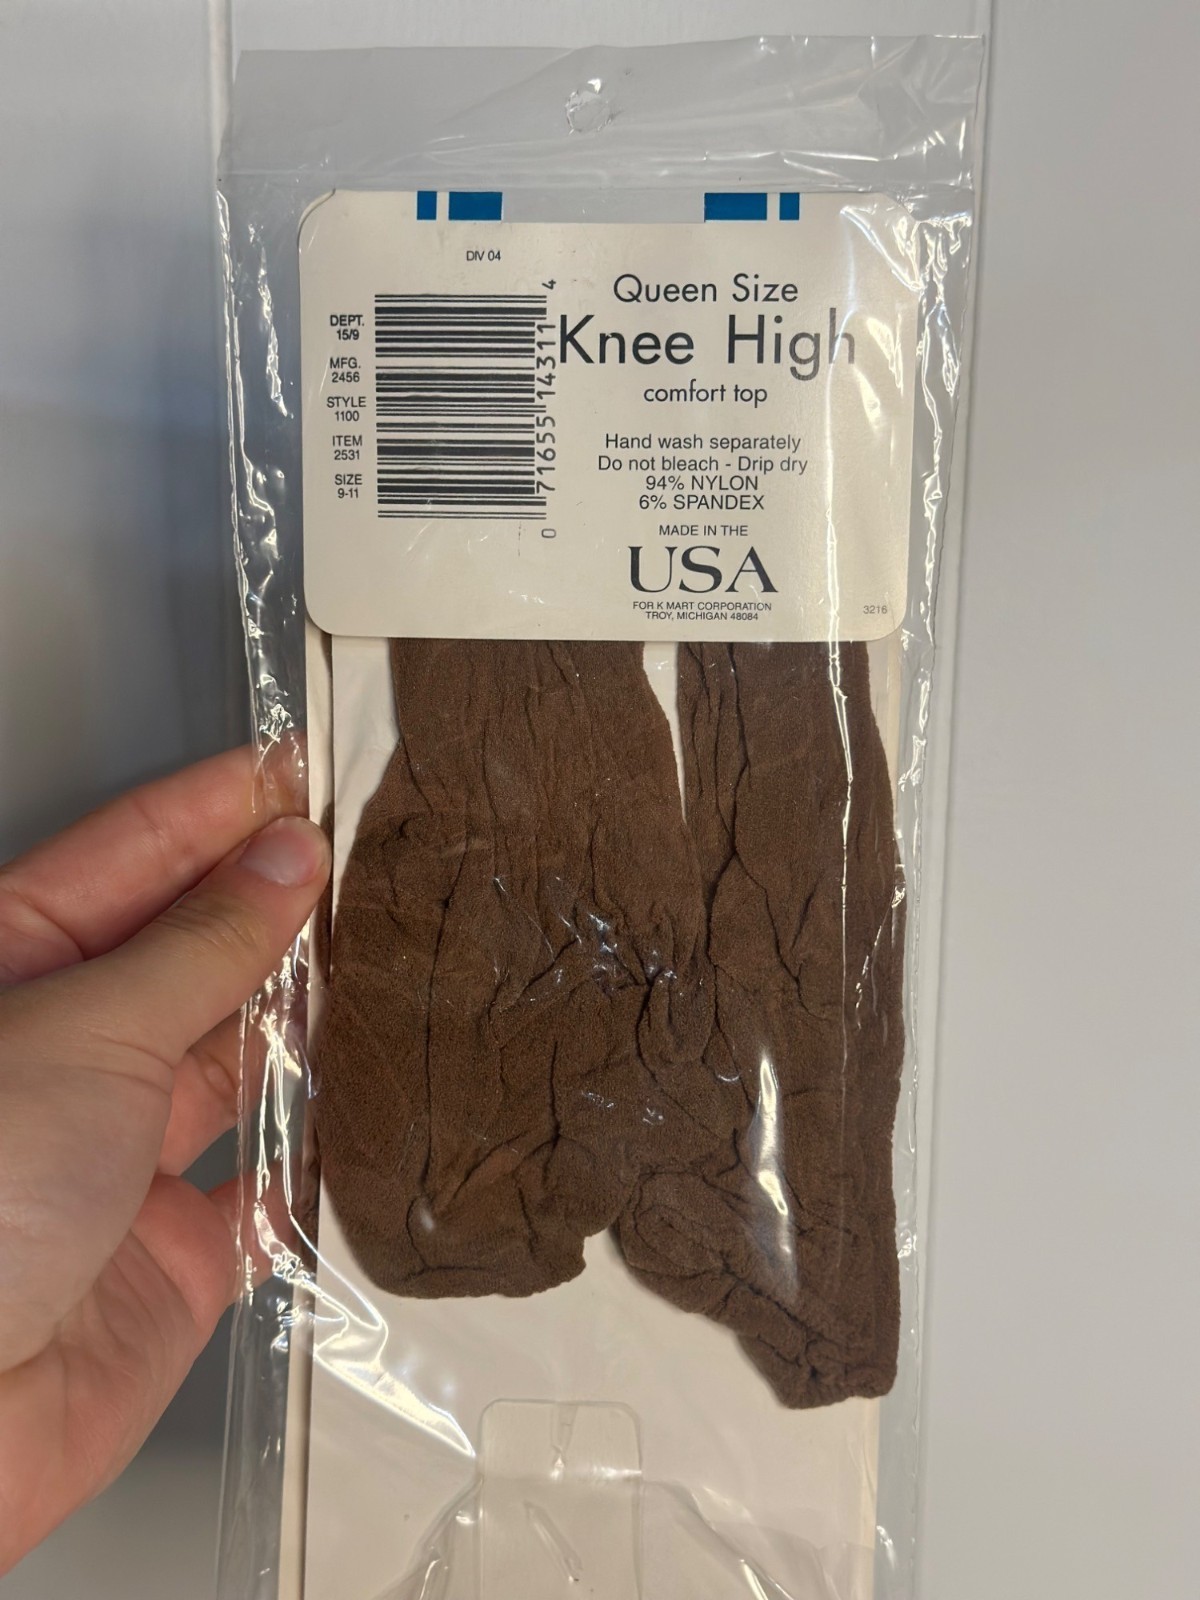 DIV 04
DEPT.
15/9
MFG.
2456
STYLE
1100
ITEM
2531
SIZE
9-11
0 71655 14311 4
Queen Size
Knee High
comfort top
Hand wash separately
Do not bleach - Drip dry
94% NYLON
6% SPANDEX
MADE IN THE
USA
FOR K MART CORPORATION
TROY, MICHIGAN 48084
3216